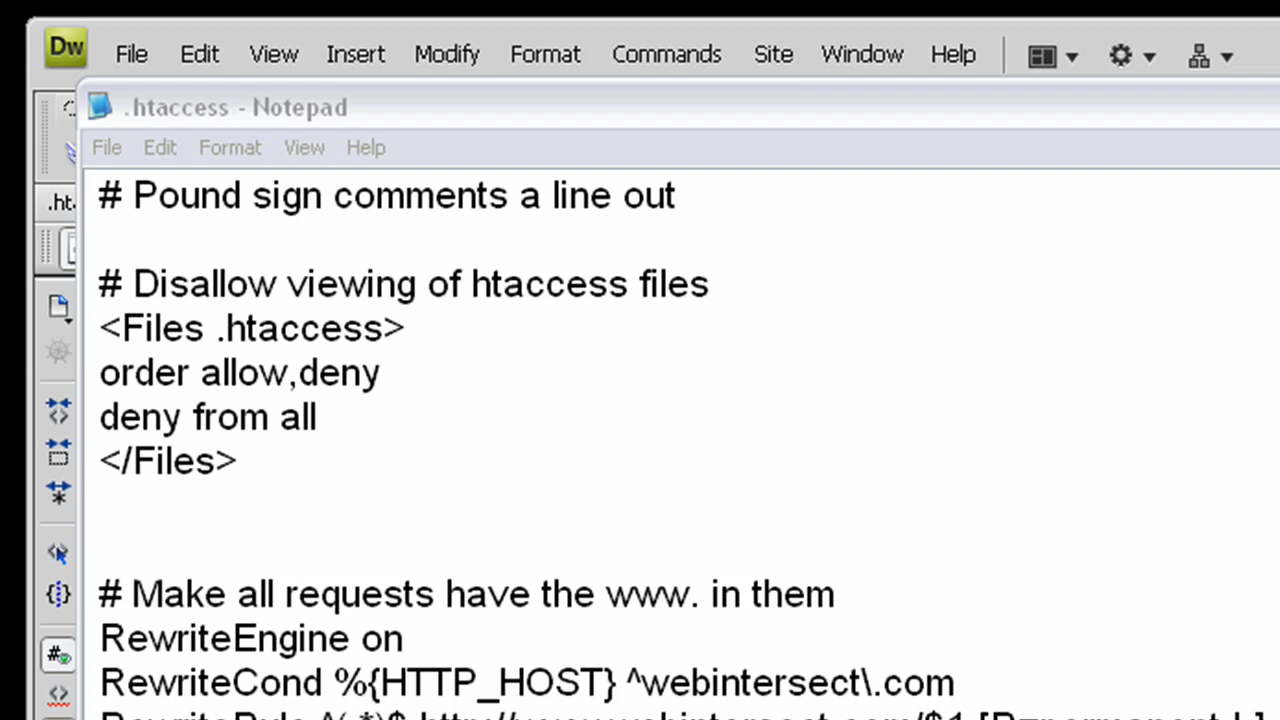 Dw File Edit View Insert Modify Format Commands Site Window Help
.htaccess - Notepad
File Edit Format View Help
# Pound sign comments a line out
# Disallow viewing of htaccess files
<Files .htaccess>
order allow,deny
deny from all
</Files>
# Make all requests have the www. in them
RewriteEngine on
RewriteCond %{HTTP_HOST} ^webintersect\.com